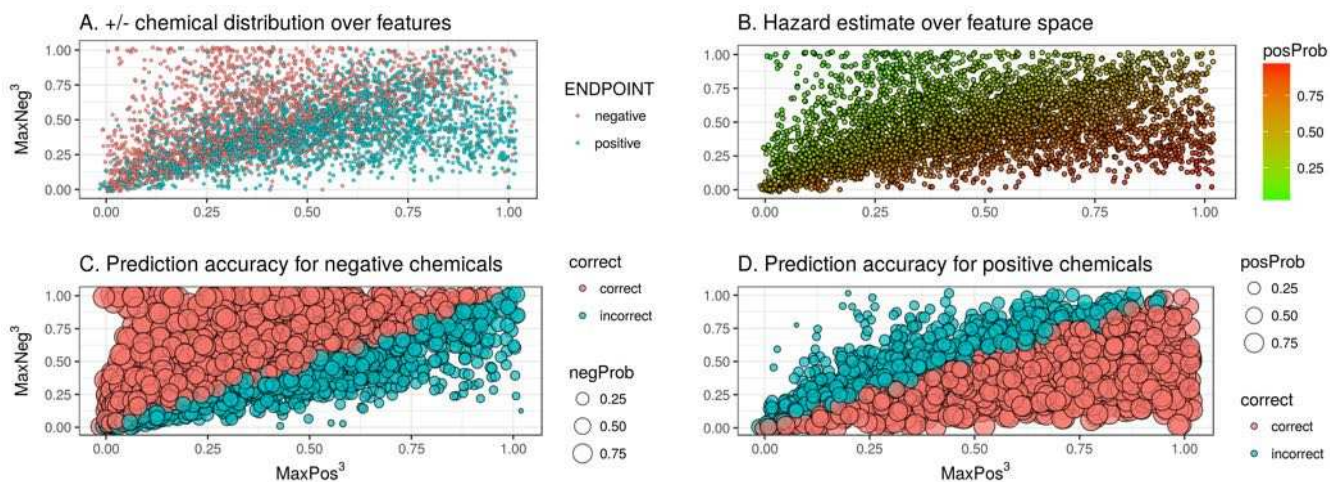 A. +/- chemical distribution over features
MaxNeg³
1.00
0.75
0.50
0.25
0.00
0.00 0.25 0.50 0.75 1.00
ENDPOINT
negative
positive
B. Hazard estimate over feature space
1.00
0.75
0.50
0.25
0.00
0.00 0.25 0.50 0.75 1.00
posProb
0.75
0.50
0.25
C. Prediction accuracy for negative chemicals
MaxNeg³
1.00
0.75
0.50
0.25
0.00
0.00 0.25 0.50 0.75 1.00
MaxPos³
correct
correct
incorrect
negProb
0.25
0.50
0.75
D. Prediction accuracy for positive chemicals
1.00
0.75
0.50
0.25
0.00
0.00 0.25 0.50 0.75 1.00
MaxPos³
posProb
0.25
0.50
0.75
correct
correct
incorrect